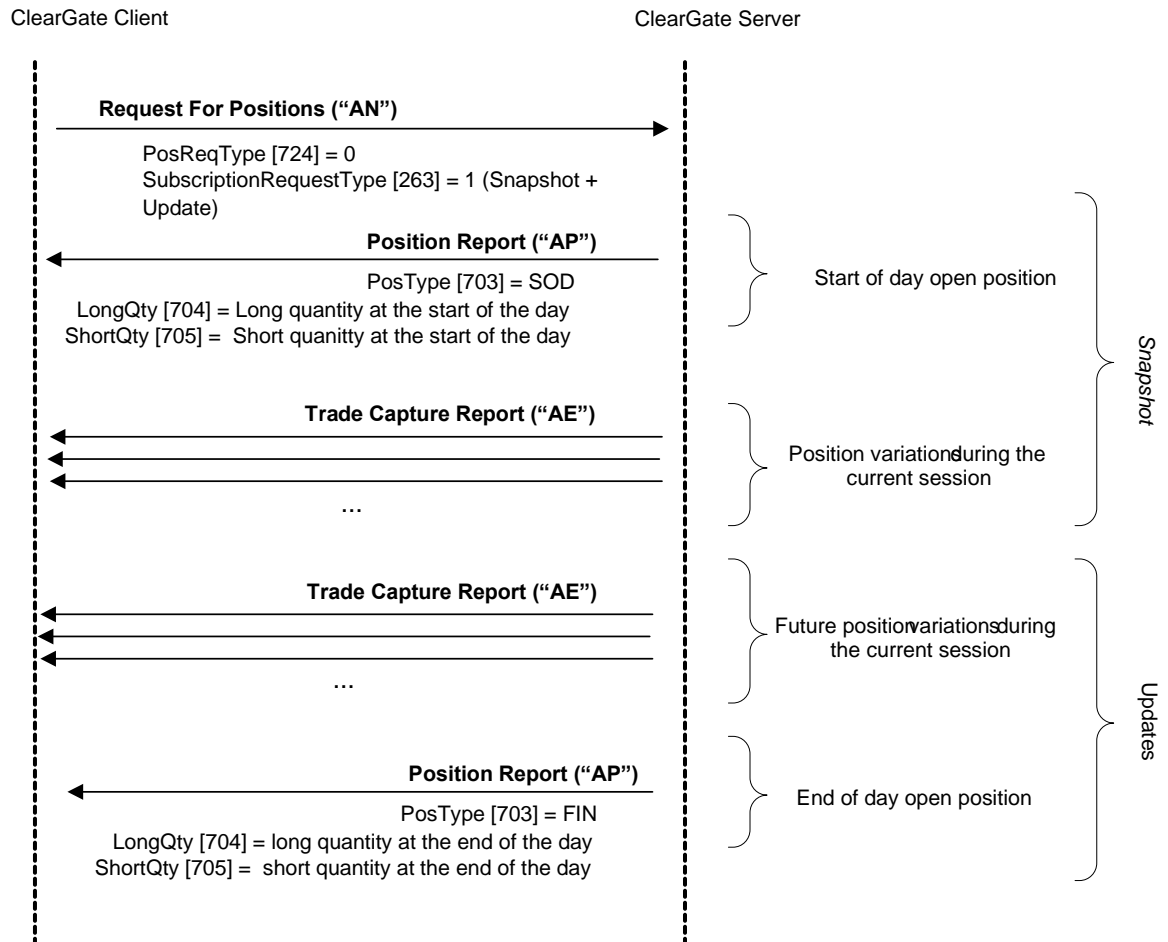 ClearGate Client
ClearGate Server
Request For Positions (“AN”)
PosReqType [724] = 0
SubscriptionRequestType [263] = 1 (Snapshot +
Update)
Position Report (“AP”)
PosType [703] = SOD
LongQty [704] = Long quantity at the start of the day
ShortQty [705] =  Short quanitty at the start of the day
Start of day open position
Snapshot
Trade Capture Report (“AE”)
...
Position variationsduring the
current session
Trade Capture Report (“AE”)
...
Future positionvariationsduring
the current session
Updates
Position Report (“AP”)
PosType [703] = FIN
LongQty [704] = long quantity at the end of the day
ShortQty [705] =  short quantity at the end of the day
End of day open position